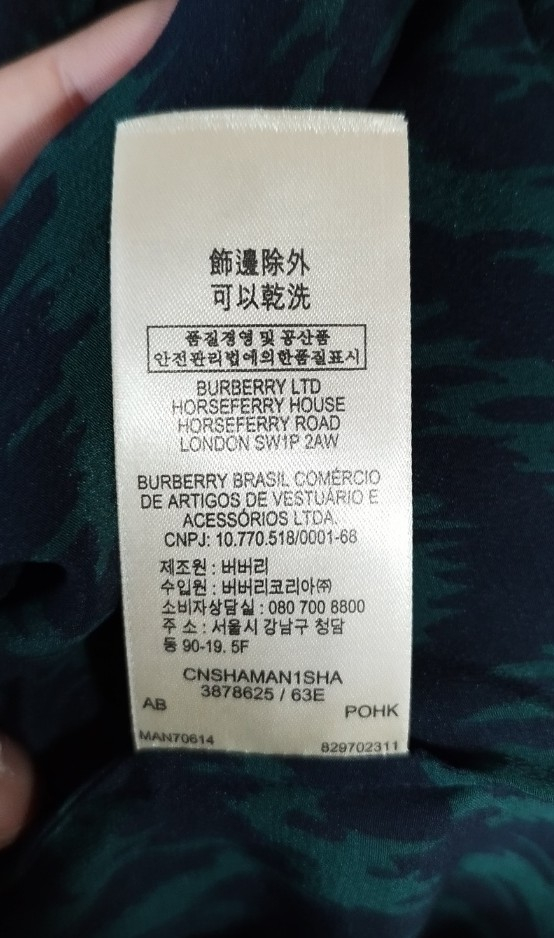 飾邊除外
可以乾洗
품질경영 및 공산품
안전관리법에의한품질표시
BURBERRY LTD
HORSEFERRY HOUSE
HORSEFERRY ROAD
LONDON SW1P 2AW
BURBERRY BRASIL COMÉRCIO
DE ARTIGOS DE VESTUÁRIO E
ACESSÓRIOS LTDA.
CNPJ: 10.770.518/0001-68
제조원 : 버버리
수입원 : 버버리코리아㈜
소비자상담실 : 080 700 8800
주 소 : 서울시 강남구 청담
동 90-19. 5F
CNSHAMAN1SHA
3878625 / 63E
AB
POHK
MAN70614
829702311